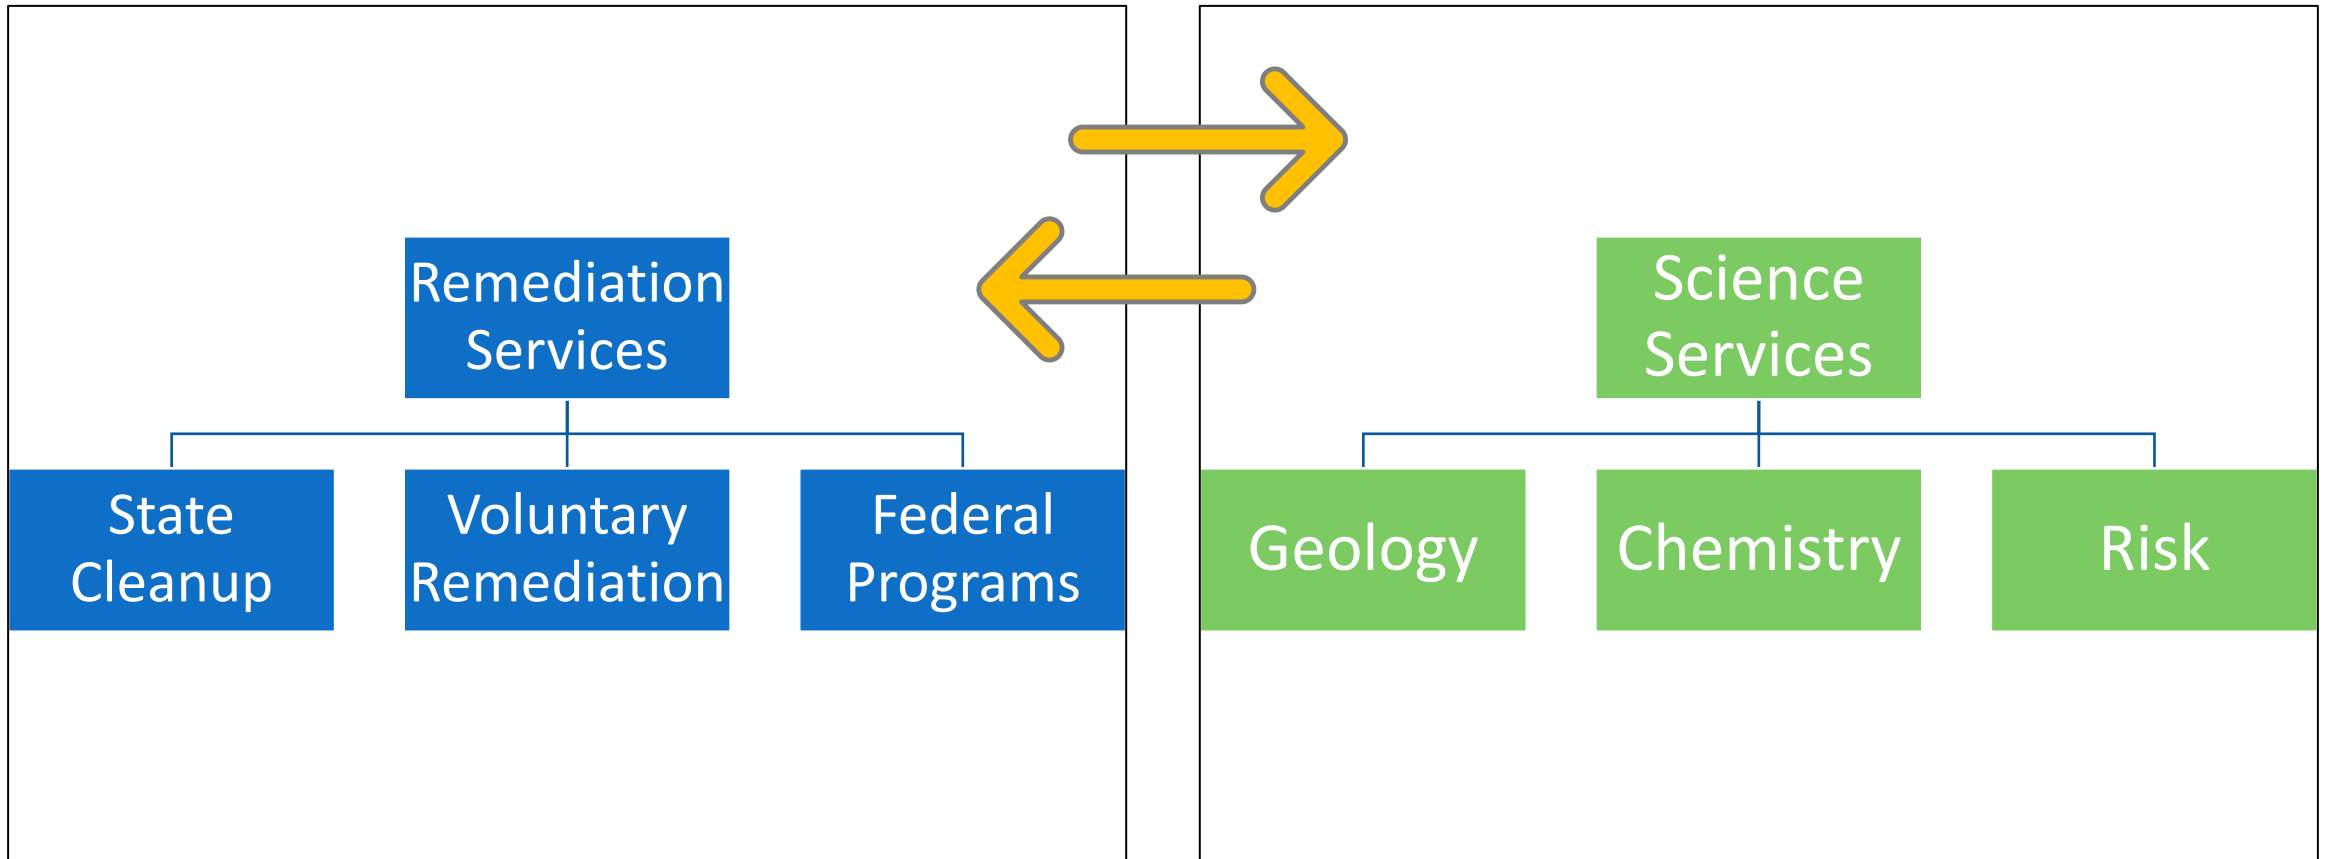 Remediation
Services
State
Cleanup
Voluntary
Remediation
Federal
Programs
Science
Services
Geology
Chemistry
Risk